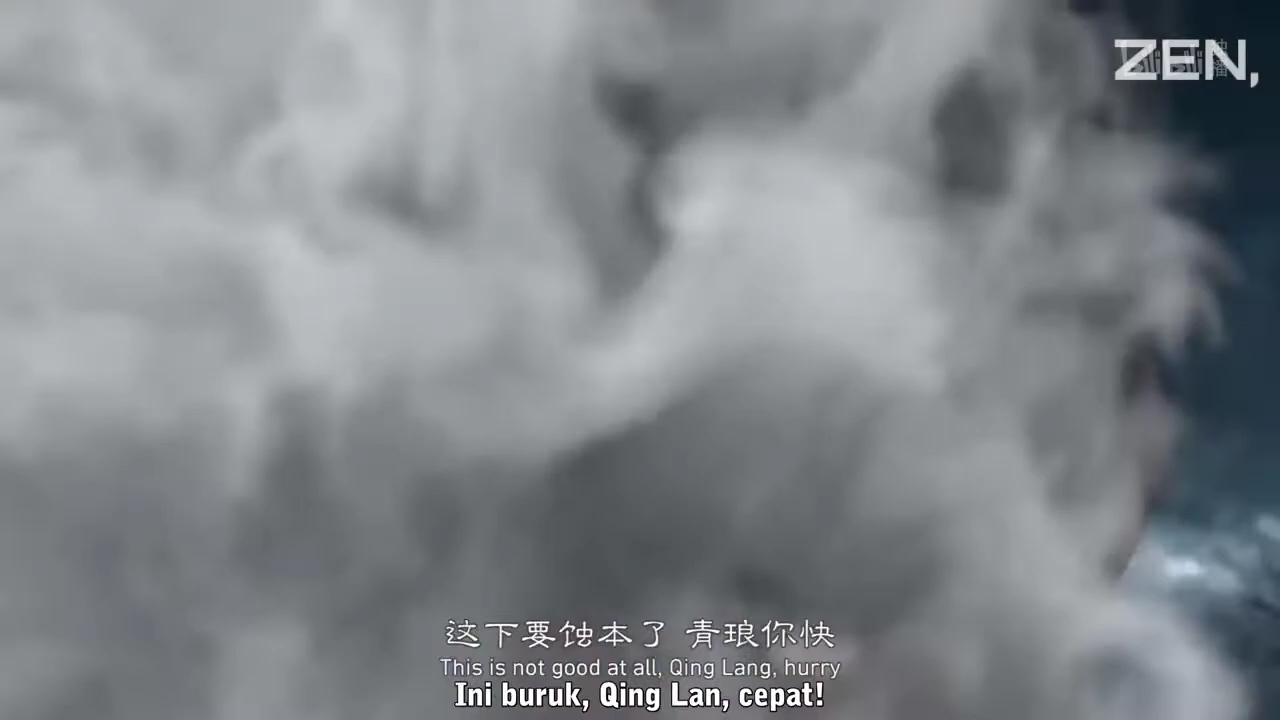 ZEN,
这下要蚀本了 青琅你快
This is not good at all, Qing Lang, hurry
Ini buruk, Qing Lan, cepat!